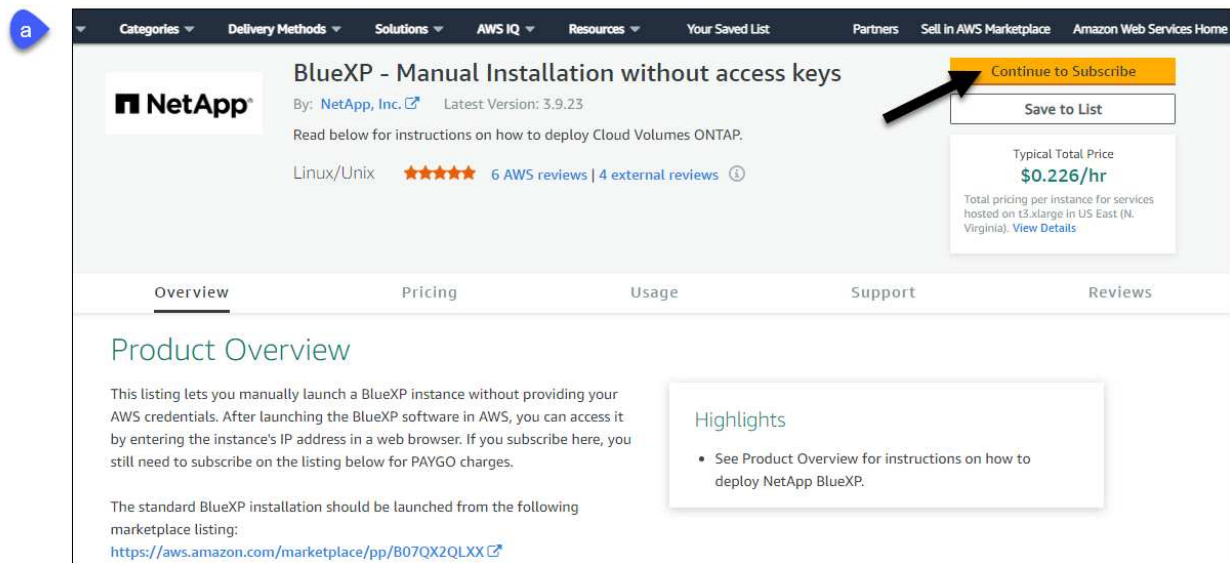 a
Categories Delivery Methods Solutions AWS IQ Resources Your Saved List Partners Sell in AWS Marketplace Amazon Web Services Home
NetApp
BlueXP - Manual Installation without access keys
By: NetApp, Inc. Latest Version: 3.9.23
Read below for instructions on how to deploy Cloud Volumes ONTAP.
Linux/Unix 6 AWS reviews | 4 external reviews
Continue to Subscribe
Save to List
Typical Total Price
$0.226/hr
Total pricing per instance for services
hosted on t3.xlarge in US East (N.
Virginia). View Details
Overview Pricing Usage Support Reviews
Product Overview
This listing lets you manually launch a BlueXP instance without providing your
AWS credentials. After launching the BlueXP software in AWS, you can access it
by entering the instance's IP address in a web browser. If you subscribe here, you
still need to subscribe on the listing below for PAYGO charges.
The standard BlueXP installation should be launched from the following
marketplace listing:
https://aws.amazon.com/marketplace/pp/B07QX2QLXX
Highlights
• See Product Overview for instructions on how to
deploy NetApp BlueXP.